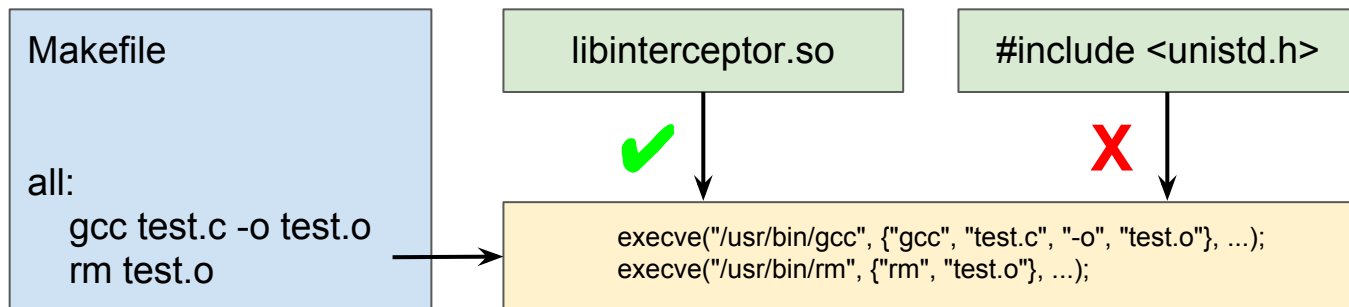 Makefile
all:
gcc test.c -o test.o
rm test.o
libinterceptor.so
#include <unistd.h>
✔
X
execve("/usr/bin/gcc", {"gcc", "test.c", "-o", "test.o"}, ...);
execve("/usr/bin/rm", {"rm", "test.o"}, ...);